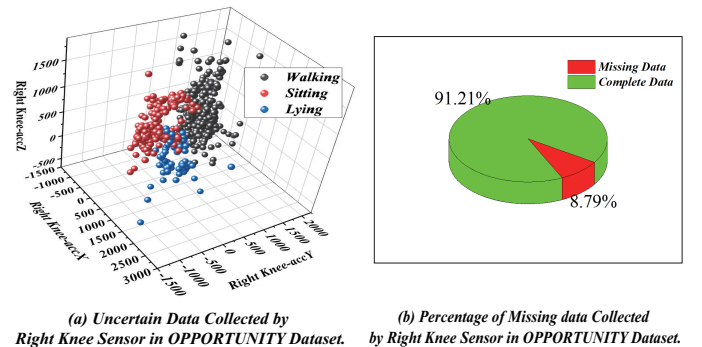 1500
1000
500
0
-500
Right Knee-accZ
-1500
-1000
-500
0
500
1000
1500
2000
2500
3000
Right Knee-accX
-1500
-1000
-500
0
500
1000
1500
-2000
Right Knee-accY
Walking
Sitting
Lying
(a) Uncertain Data Collected by
Right Knee Sensor in OPPORTUNITY Dataset.
Missing Data
Complete Data
91.21%
8.79%
(b) Percentage of Missing data Collected
by Right Knee Sensor in OPPORTUNITY Dataset.